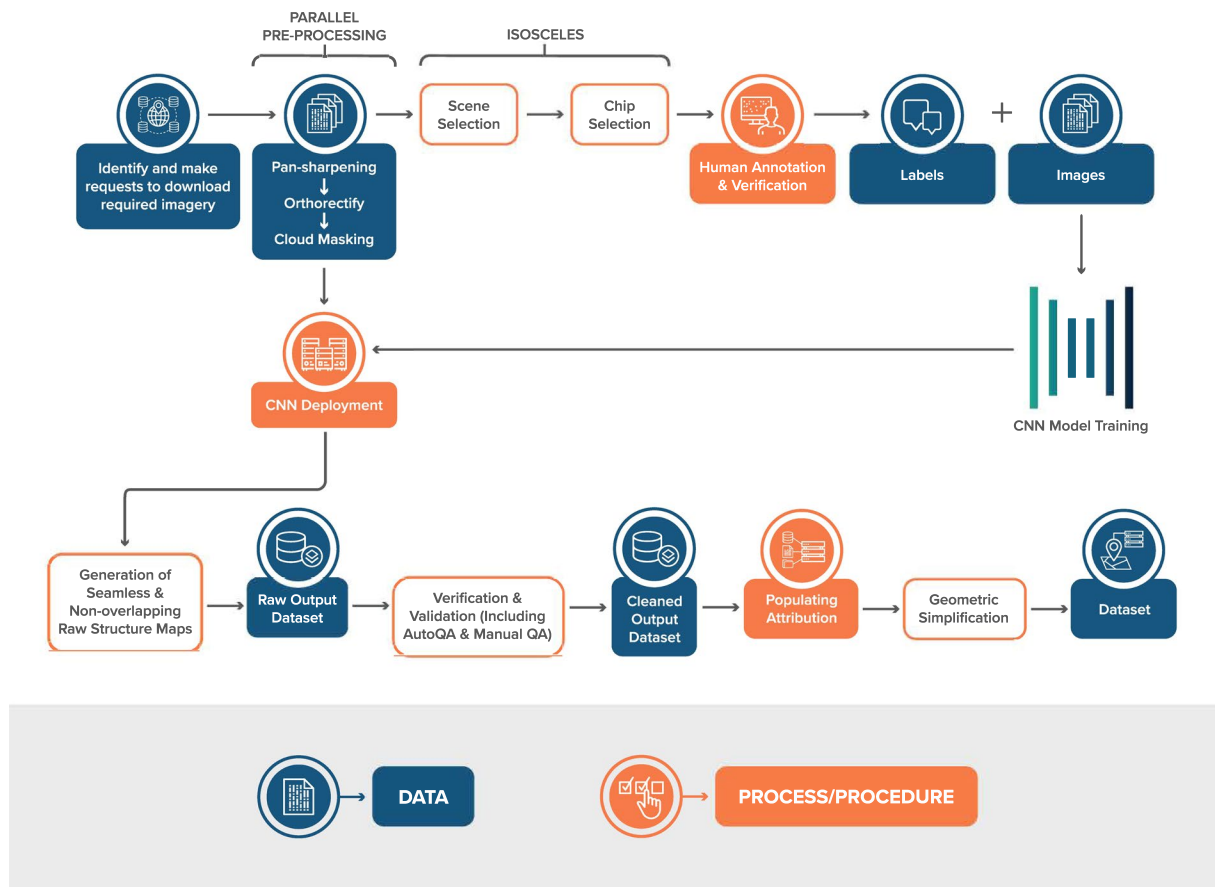 PARALLEL
PRE-PROCESSING
ISOSCELES
Identify and make
requests to download
required imagery
Pan-sharpening
Orthorectify
Cloud Masking
Scene
Selection
Chip
Selection
Human Annotation
& Verification
Labels
+
Images
CNN Model Training
CNN Deployment
Generation of
Seamless &
Non-overlapping
Raw Structure Maps
Raw Output
Dataset
Verification &
Validation (Including
AutoQA & Manual QA)
Cleaned
Output
Dataset
Populating
Attribution
Geometric
Simplification
Dataset
DATA
PROCESS/PROCEDURE